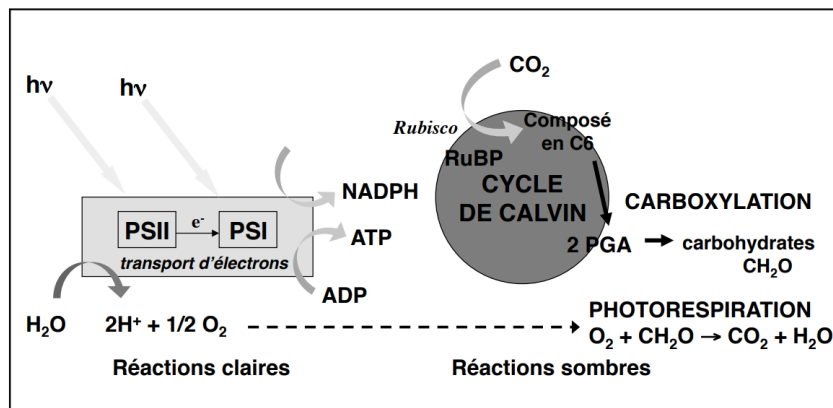 hν
hν
PSII
e-
PSI
transport d'électrons
NADPH
ATP
ADP
H₂O
2H⁺ + 1/2 O₂
Réactions claires
CO₂
Rubisco
Composé
en C6
RuBP
CYCLE
DE CALVIN
2 PGA
CARBOXYLATION
carbohydrates
CH₂O
PHOTORESPIRATION
O₂ + CH₂O → CO₂ + H₂O
Réactions sombres